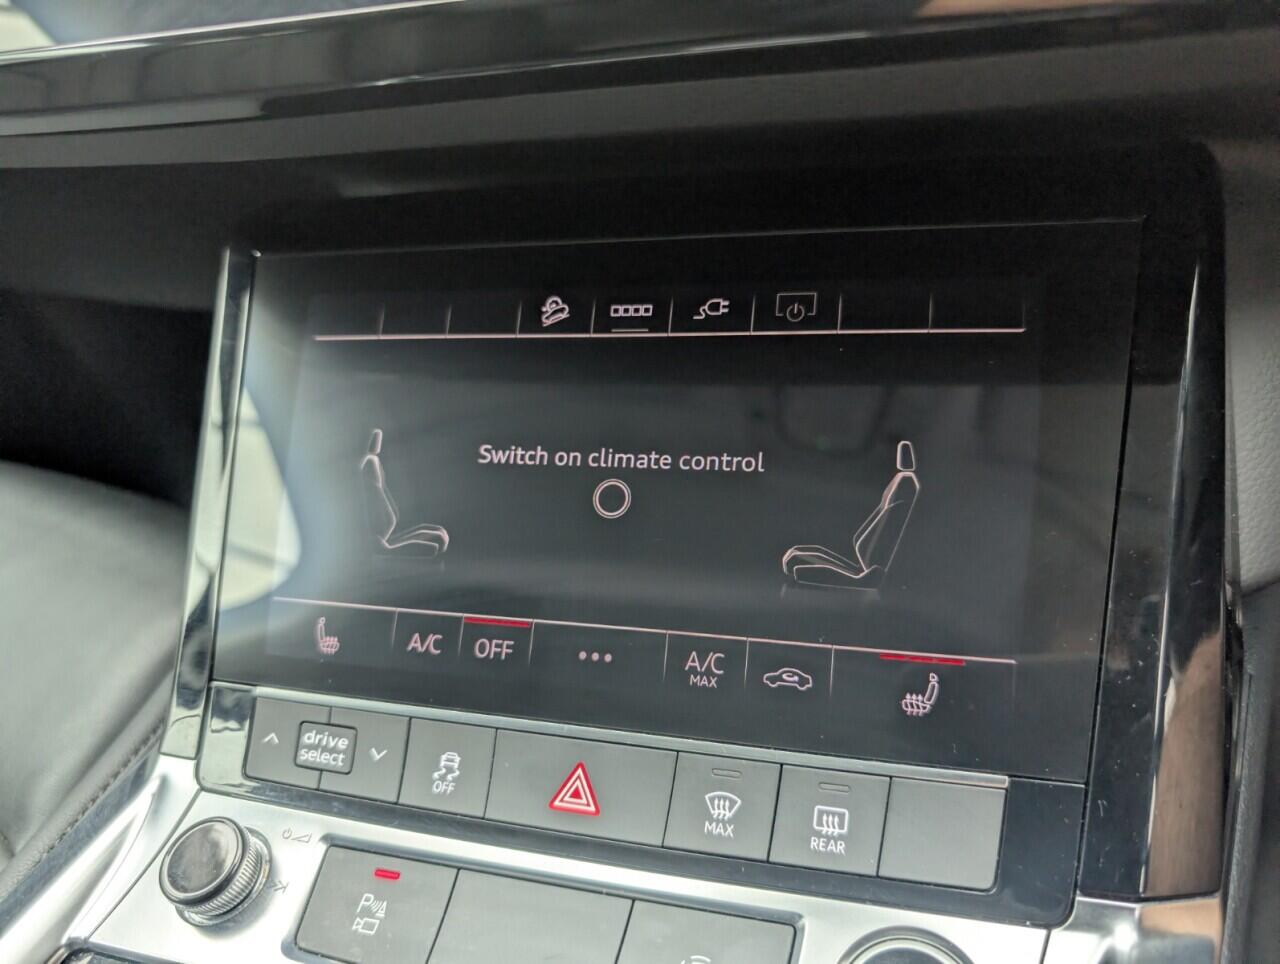 Switch on climate control
A/C
OFF
A/C
MAX
drive
select
OFF
MAX
REAR
P